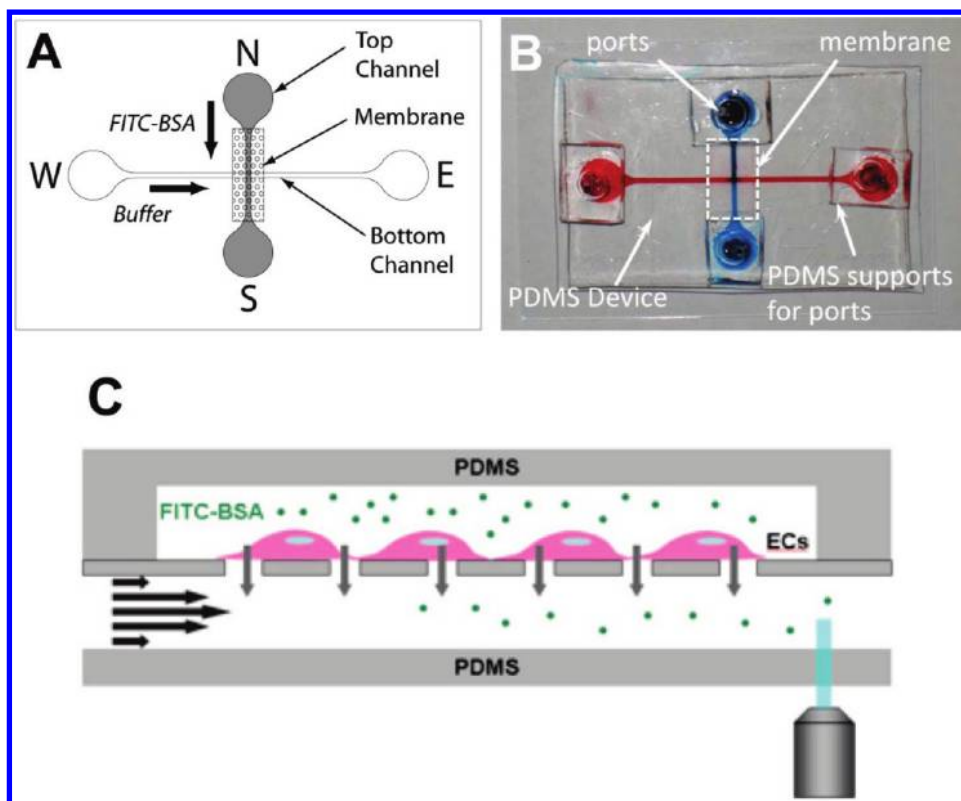 A
N
Top
Channel
FITC-BSA
Membrane
W
E
Buffer
Bottom
Channel
S
B
ports
membrane
PDMS Device
PDMS supports
for ports
C
PDMS
FITC-BSA
ECs
PDMS